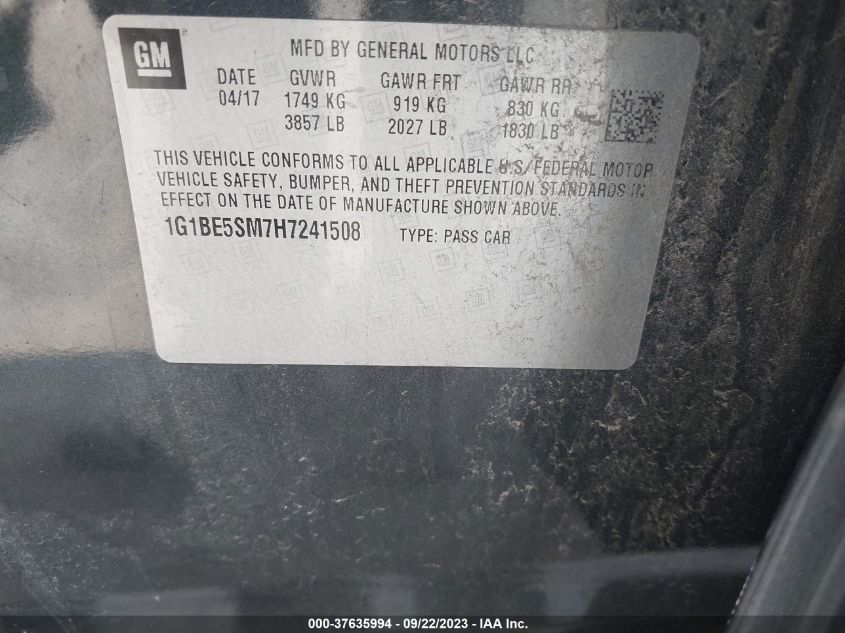 GM
MFD BY GENERAL MOTORS LLC
DATE GVWR GAWR FRT GAWR RR
04/17 1749 KG 919 KG 830 KG
3857 LB 2027 LB 1830 LB
THIS VEHICLE CONFORMS TO ALL APPLICABLE U.S/FEDERAL MOTOR
VEHICLE SAFETY, BUMPER, AND THEFT PREVENTION STANDARDS IN
EFFECT ON THE DATE OF MANUFACTURE SHOWN ABOVE.
1G1BE5SM7H7241508 TYPE: PASS CAR
000-37635994 - 09/22/2023 - IAA Inc.